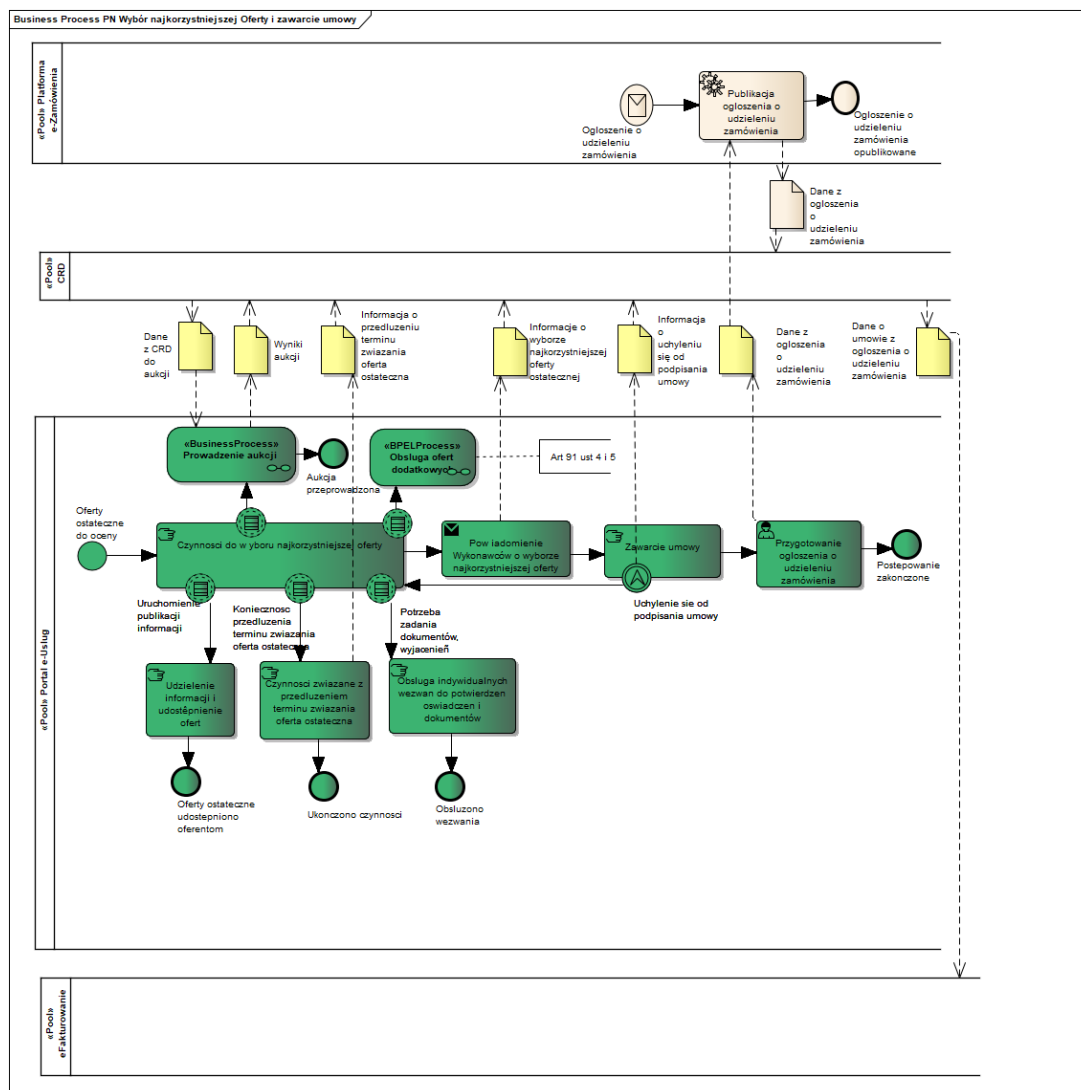 Business Process PN Wybór najkorzystniejszej Oferty i zawarcie umowy
«Pool» Platforma
e-Zamówienia
Ogloszenie o
udzieleniu
zamówienia
Publikacja
ogloszenia o
udzieleniu
zamówienia
Ogloszenie o
udzieleniu
zamówienia
opublikowane
Dane z
ogloszenia
o
udzieleniu
zamówienia
«Pool»
CRD
Dane
z CRD
do
aukcji
Wyniki
aukcji
Informacja o
przedluzeniu
terminu
zwiazania
oferta
ostateczna
Informacje o
wyborze
najkorzystniejszej
oferty
ostatecznej
Informacja
o
uchyleniu
się od
podpisania
umowy
Dane z
ogloszenia
o
udzieleniu
zamówienia
Dane o
umowie z
ogloszenia o
udzieleniu
zamówienia
«Pool» Portal e-Uslug
«BusinessProcess»
Prowadzenie aukcji
Aukcja
przeprowadzona
«BPELProcess»
Obsluga ofert
dodatkowych
Art 91 ust 4 i 5
Oferty
ostateczne
do oceny
Czynnosci do w yboru najkorzystniejszej oferty
Pow iadomienie
Wykonawców o wyborze
najkorzystniejszej oferty
Zawarcie umowy
Przygotowanie
ogloszenia o
udzieleniu
zamówienia
Postepowanie
zakonczone
Uchylenie sie od
podpisania umowy
Uruchomienie
publikacji
informacji
Koniecznosc
przedluzenia
terminu zwiazania
oferta ostateczna
Potrzeba
zadania
dokumentów,
wyjacenień
Udzielenie
informacji i
udostêpnienie
ofert
Czynnosci zwiazane z
przedluzeniem
terminu zwiazania
oferta ostateczna
Obsluga indywidualnych
wezwan do potwierdzen
oswiadczen i
dokumentów
Oferty ostateczne
udostepniono
oferentom
Ukonczono czynnosci
Obsluzono
wezwania
«Pool»
eFakturowanie